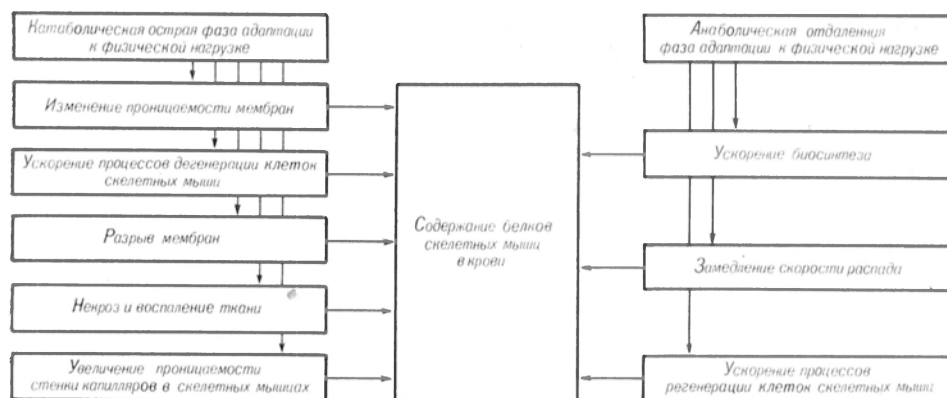 Катаболическая острая фаза адаптации
к физической нагрузке
Изменение проницаемости мембран
Ускорение процессов дегенерации клеток
скелетных мышц
Разрыв мембран
Некроз и воспаление ткани
Увеличение проницаемости
стенки капилляров в скелетных мышцах
Содержание белков
скелетных мышц
в крови
Анаболическая отдаления
фаза адаптации к физической нагрузке
Ускорение биосинтеза
Замедление скорости распада
Ускорение процессов
регенерации клеток скелетных мышц